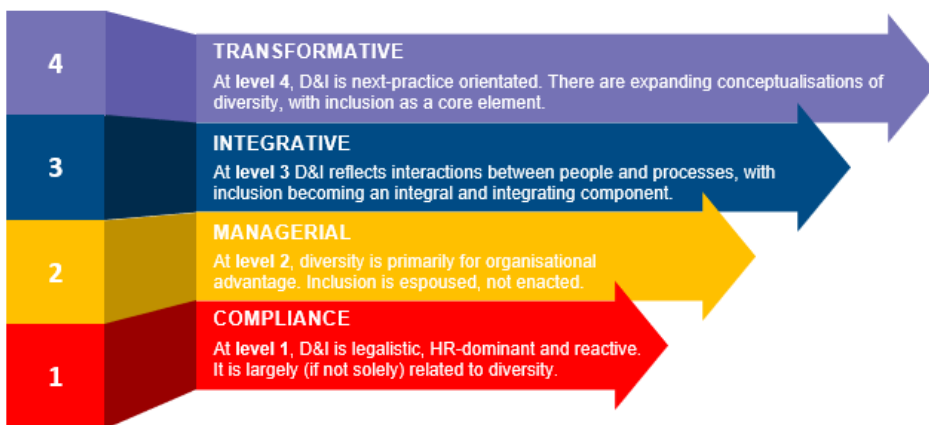 4
TRANSFORMATIVE
At level 4, D&I is next-practice orientated. There are expanding conceptualisations of
diversity, with inclusion as a core element.
3
INTEGRATIVE
At level 3 D&I reflects interactions between people and processes, with
inclusion becoming an integral and integrating component.
2
MANAGERIAL
At level 2, diversity is primarily for organisational
advantage. Inclusion is espoused, not enacted.
1
COMPLIANCE
At level 1, D&I is legalistic, HR-dominant and reactive.
It is largely (if not solely) related to diversity.